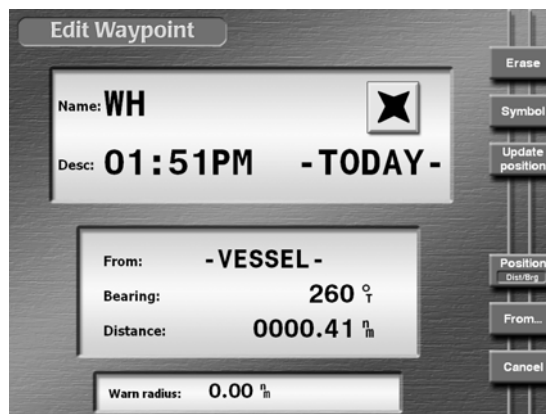 Edit Waypoint
Erase
Name: WH
Symbol
Desc: 01:51PM -TODAY-
Update
position
From: -VESSEL-
Position
Dist/Brg
Bearing: 260 °T
From...
Distance: 0000.41 nm
Cancel
Warn radius: 0.00 nm